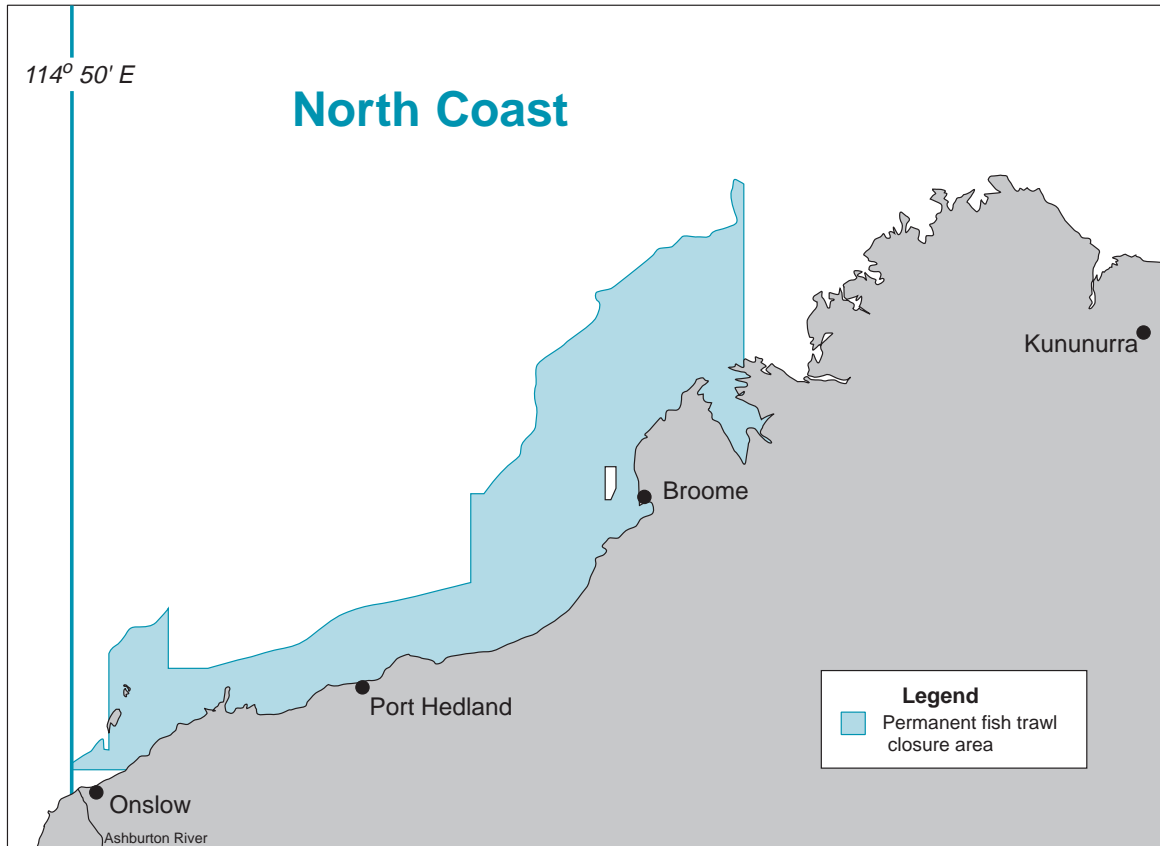 114° 50' E
North Coast
Kununurra
Broome
Port Hedland
Legend
Permanent fish trawl
closure area
Onslow
Ashburton River